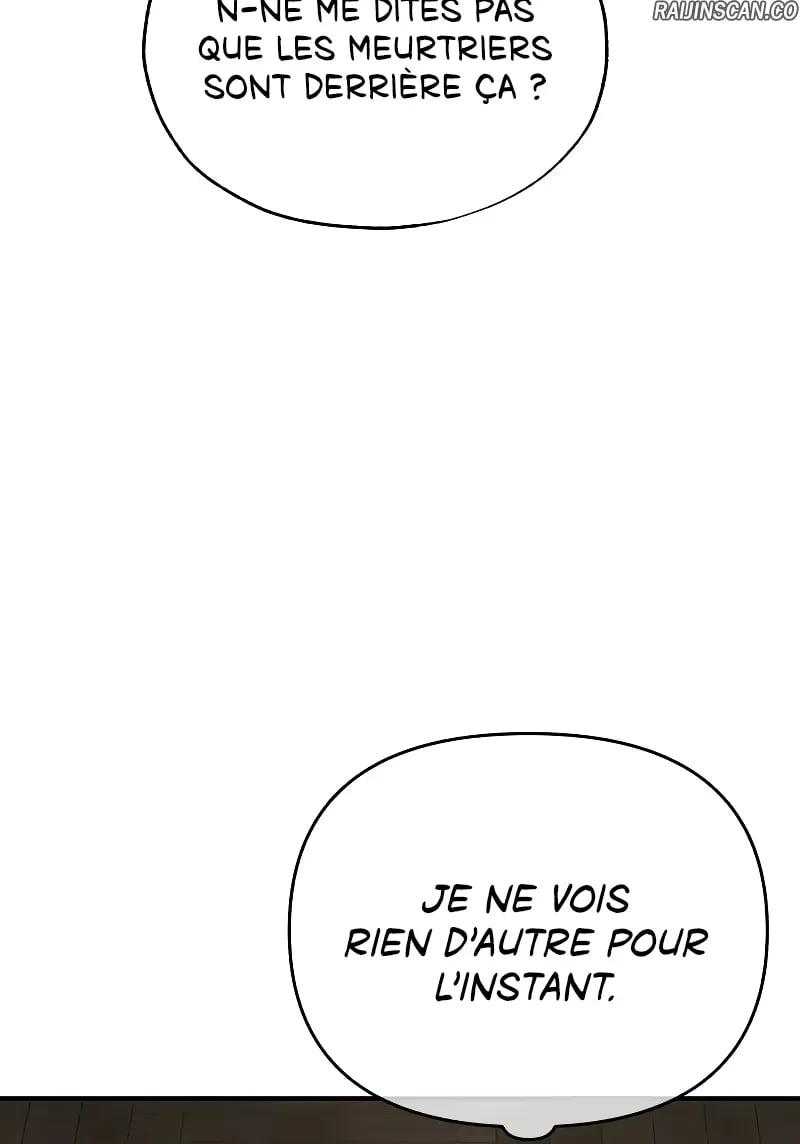 RAIJINSCAN.CO
N-NE ME DITES PAS
QUE LES MEURTRIERS
SONT DERRIÈRE ÇA ?
JE NE VOIS
RIEN D'AUTRE POUR
L'INSTANT.